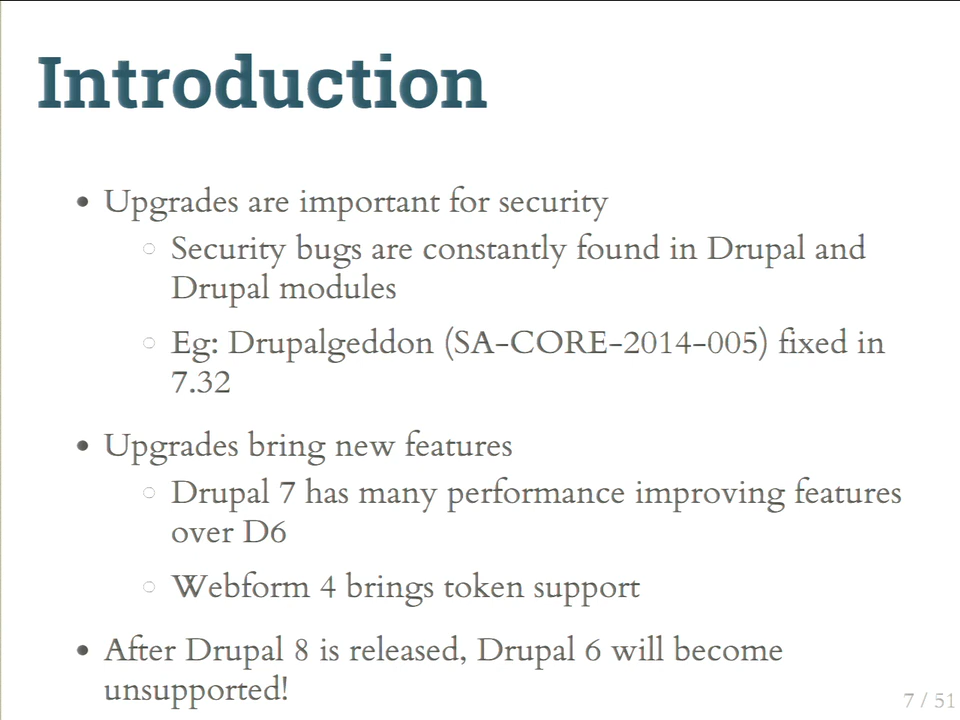 Introduction
• Upgrades are important for security
○ Security bugs are constantly found in Drupal and
Drupal modules
○ Eg: Drupalgeddon (SA-CORE-2014-005) fixed in
7.32
• Upgrades bring new features
○ Drupal 7 has many performance improving features
over D6
○ Webform 4 brings token support
• After Drupal 8 is released, Drupal 6 will become
unsupported!
7 / 51